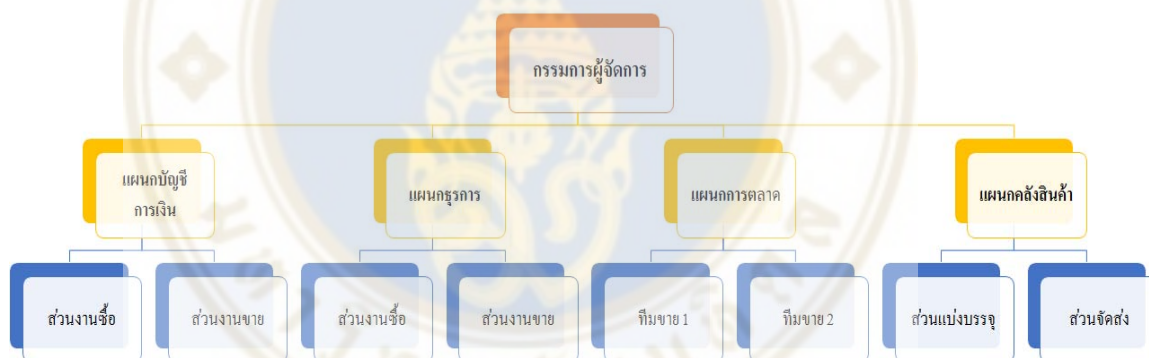 กรรมการผู้จัดการ
แผนกบัญชี
การเงิน
แผนกธุรการ
แผนกการตลาด
แผนกคลังสินค้า
ส่วนงานซื้อ
ส่วนงานขาย
ส่วนงานซื้อ
ส่วนงานขาย
ทีมขาย 1
ทีมขาย 2
ส่วนแบ่งบรรจุ
ส่วนจัดส่ง